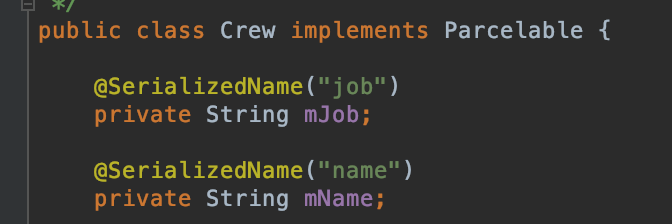 */
public class Crew implements Parcelable {
@SerializedName("job")
private String mJob;
@SerializedName("name")
private String mName;